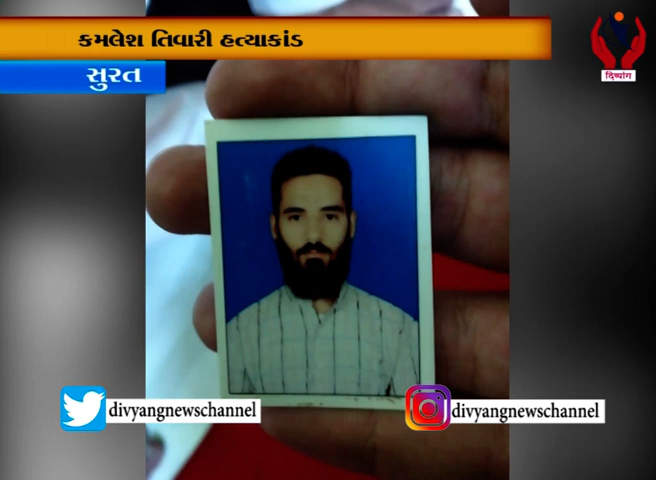 કમલેશ તિવારી હત્યાકાંડ
સુરત
दिव्यांग
divyangnewschannel
divyangnewschannel